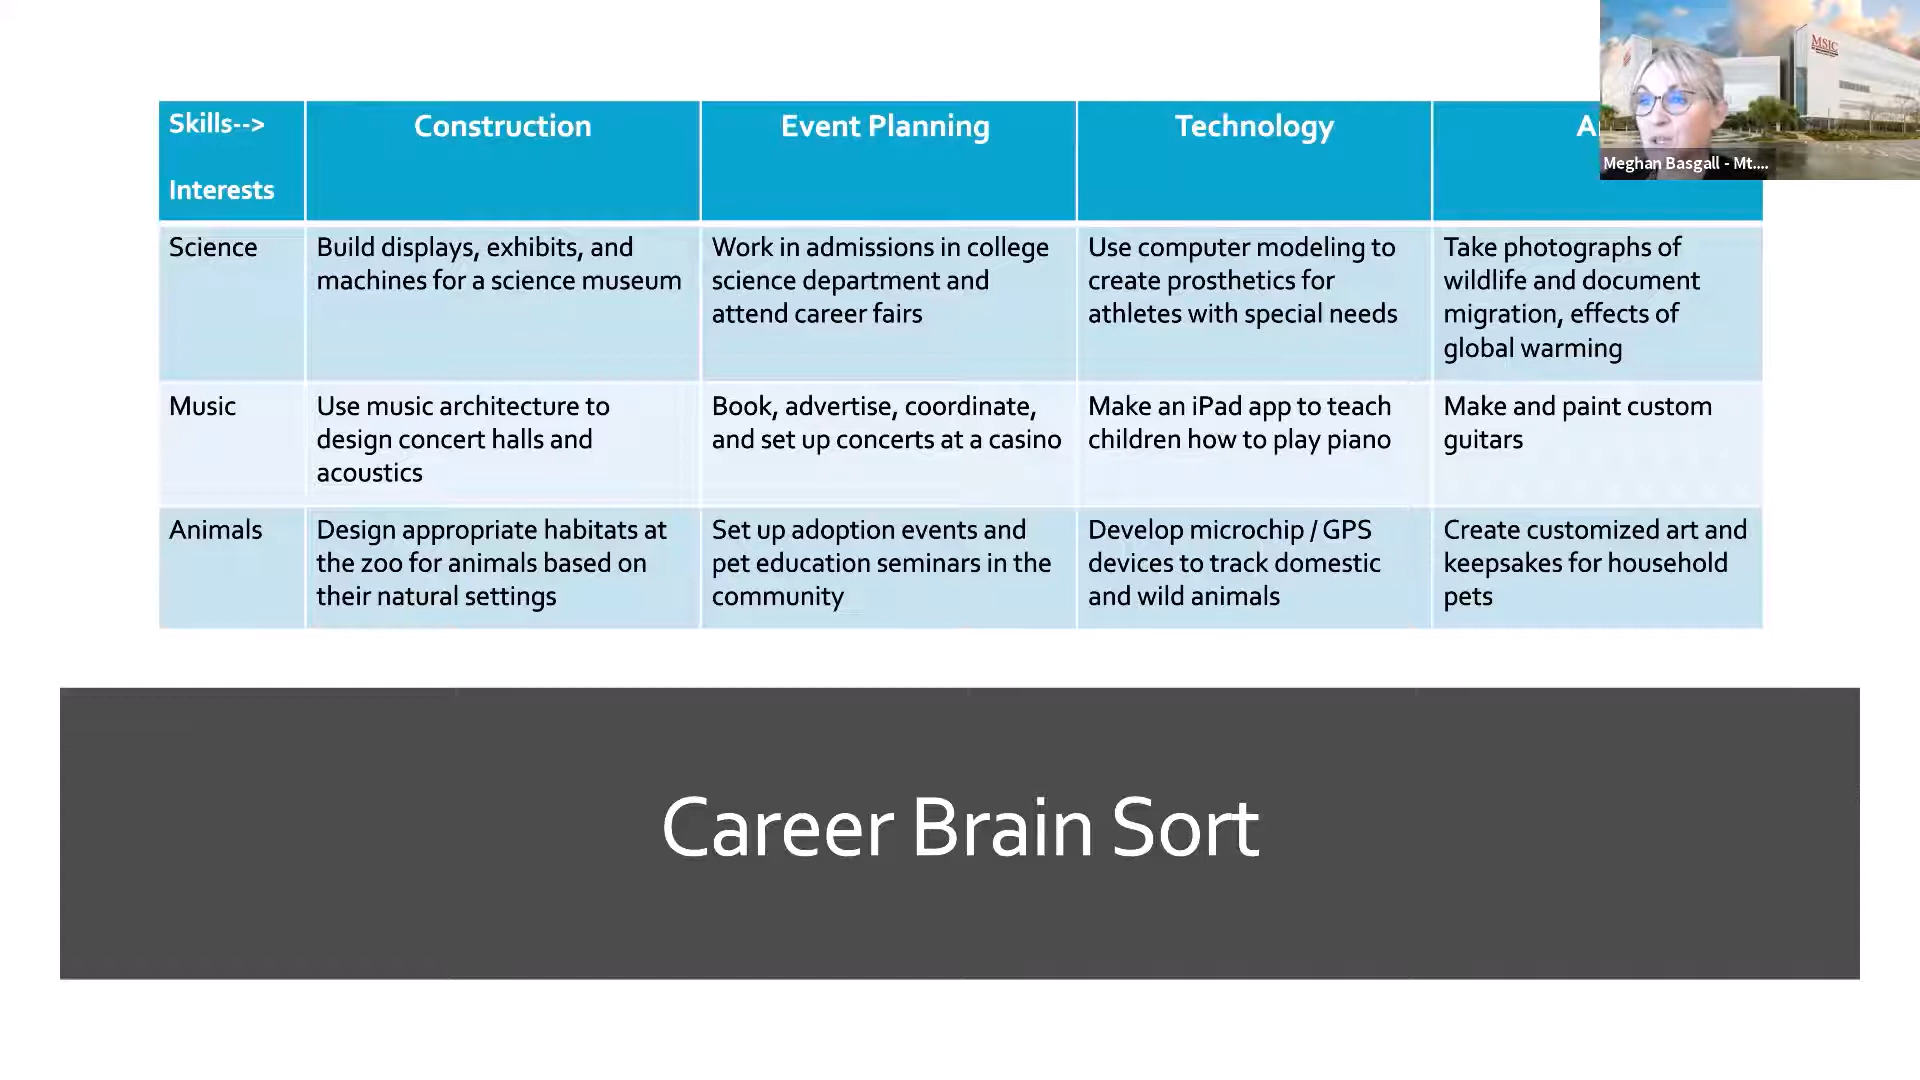 Skills-->
Interests
Construction
Event Planning
Technology
MSIC
Meghan Basgall - Mt....
Science
Build displays, exhibits, and
machines for a science museum
Work in admissions in college
science department and
attend career fairs
Use computer modeling to
create prosthetics for
athletes with special needs
Take photographs of
wildlife and document
migration, effects of
global warming
Music
Use music architecture to
design concert halls and
acoustics
Book, advertise, coordinate,
and set up concerts at a casino
Make an iPad app to teach
children how to play piano
Make and paint custom
guitars
Animals
Design appropriate habitats at
the zoo for animals based on
their natural settings
Set up adoption events and
pet education seminars in the
community
Develop microchip / GPS
devices to track domestic
and wild animals
Create customized art and
keepsakes for household
pets
Career Brain Sort